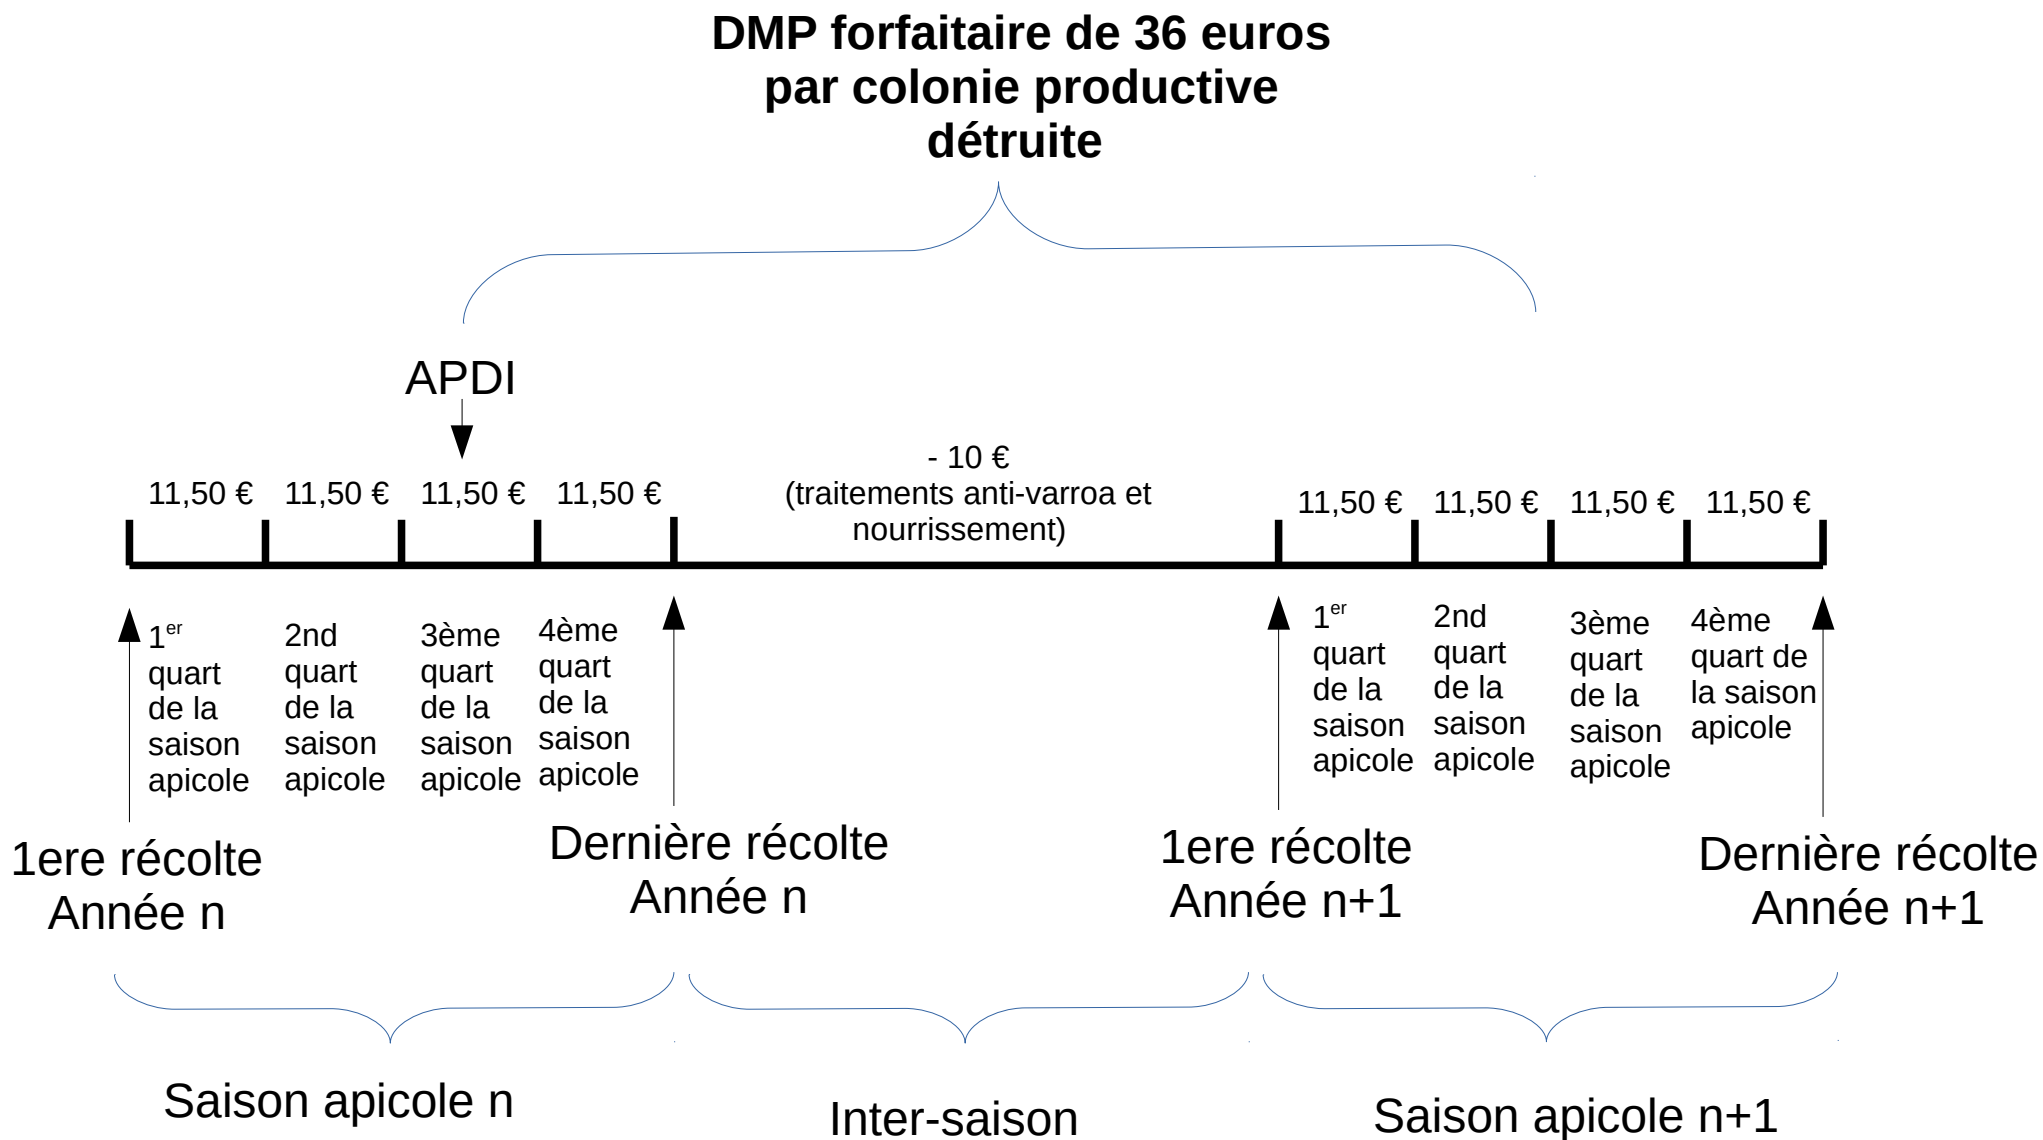 DMP forfaitaire de 36 euros
par colonie productive
détruite
APDI
11,50 €
11,50 €
11,50 €
11,50 €
- 10 €
(traitements anti-varroa et
nourrissement)
11,50 €
11,50 €
11,50 €
11,50 €
1er
quart
de la
saison
apicole
2nd
quart
de la
saison
apicole
3ème
quart
de la
saison
apicole
4ème
quart
de la
saison
apicole
1er
quart
de la
saison
apicole
2nd
quart
de la
saison
apicole
3ème
quart
de la
saison
apicole
4ème
quart de
la saison
apicole
1ere récolte
Année n
Dernière récolte
Année n
1ere récolte
Année n+1
Dernière récolte
Année n+1
Saison apicole n
Inter-saison
Saison apicole n+1